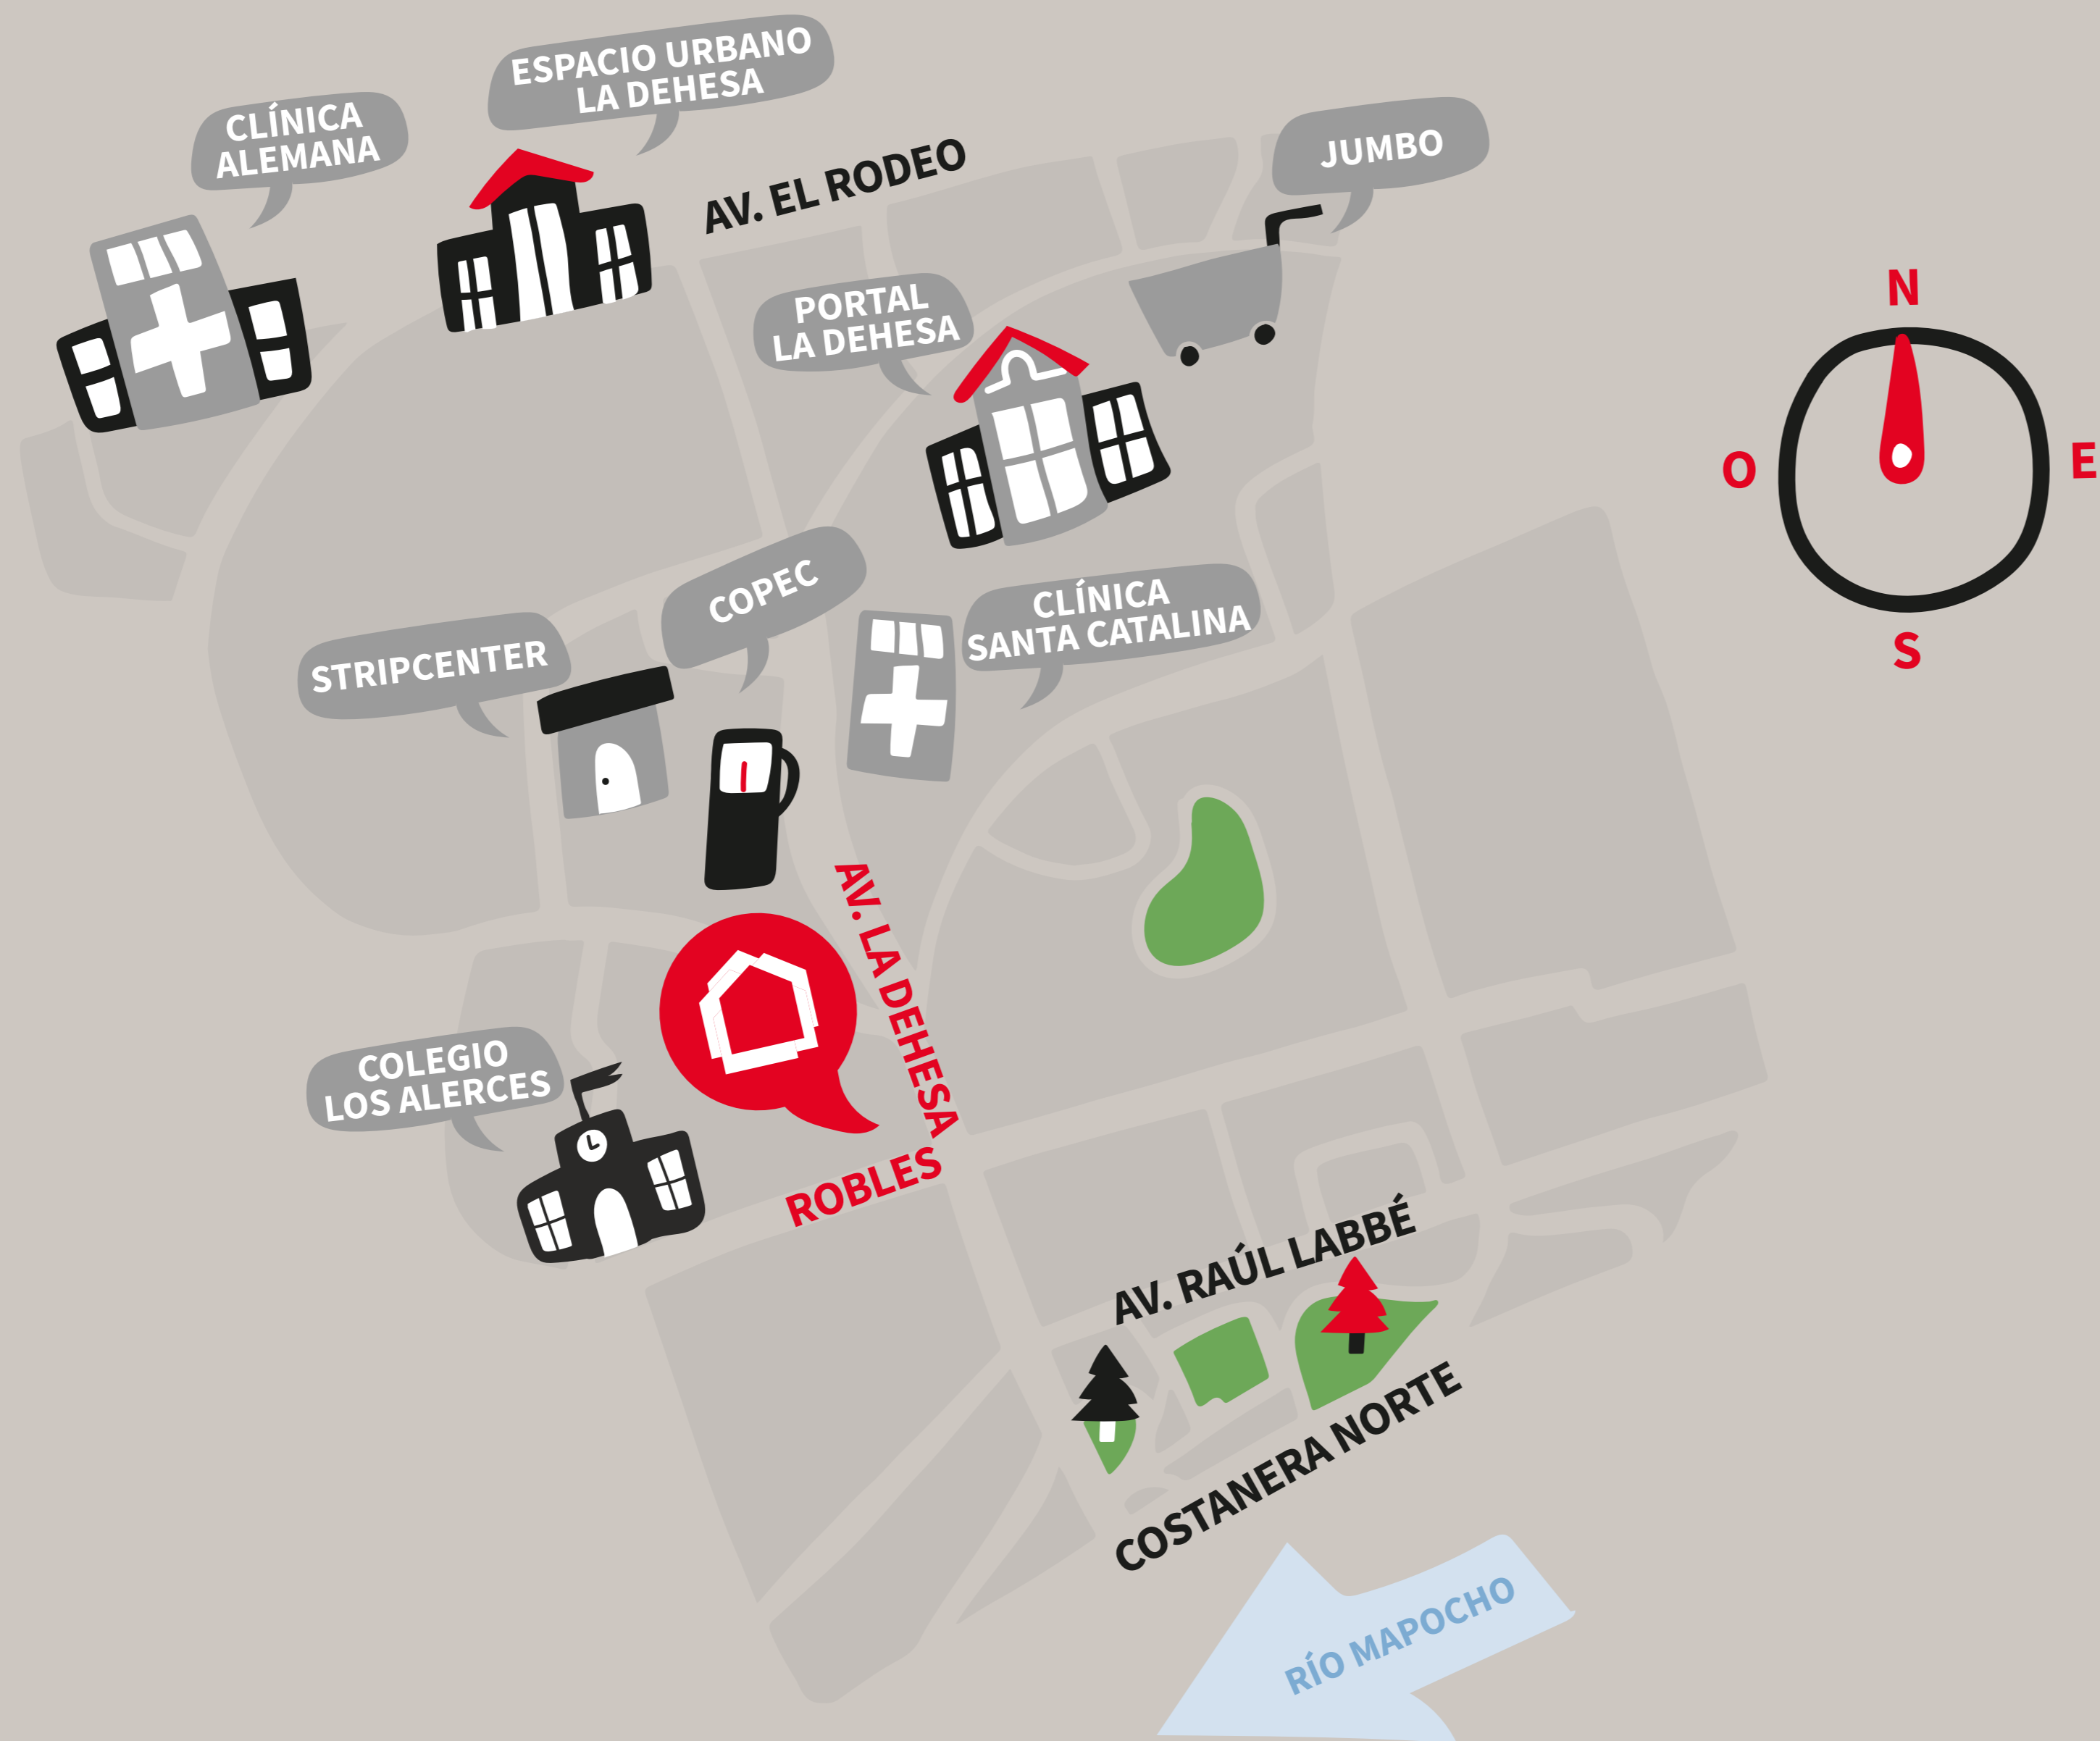 ESPACIO URBANO
LA DEHESA
CLÍNICA
ALEMANA
JUMBO
AV. EL RODEO
PORTAL
LA DEHESA
N
O
E
S
COPEC
CLÍNICA
SANTA CATALINA
STRIPCENTER
AV. LA DEHESA
COLEGIO
LOS ALERCES
ROBLES
AV. RAÚL LABBÉ
COSTANERA NORTE
RÍO MAPOCHO